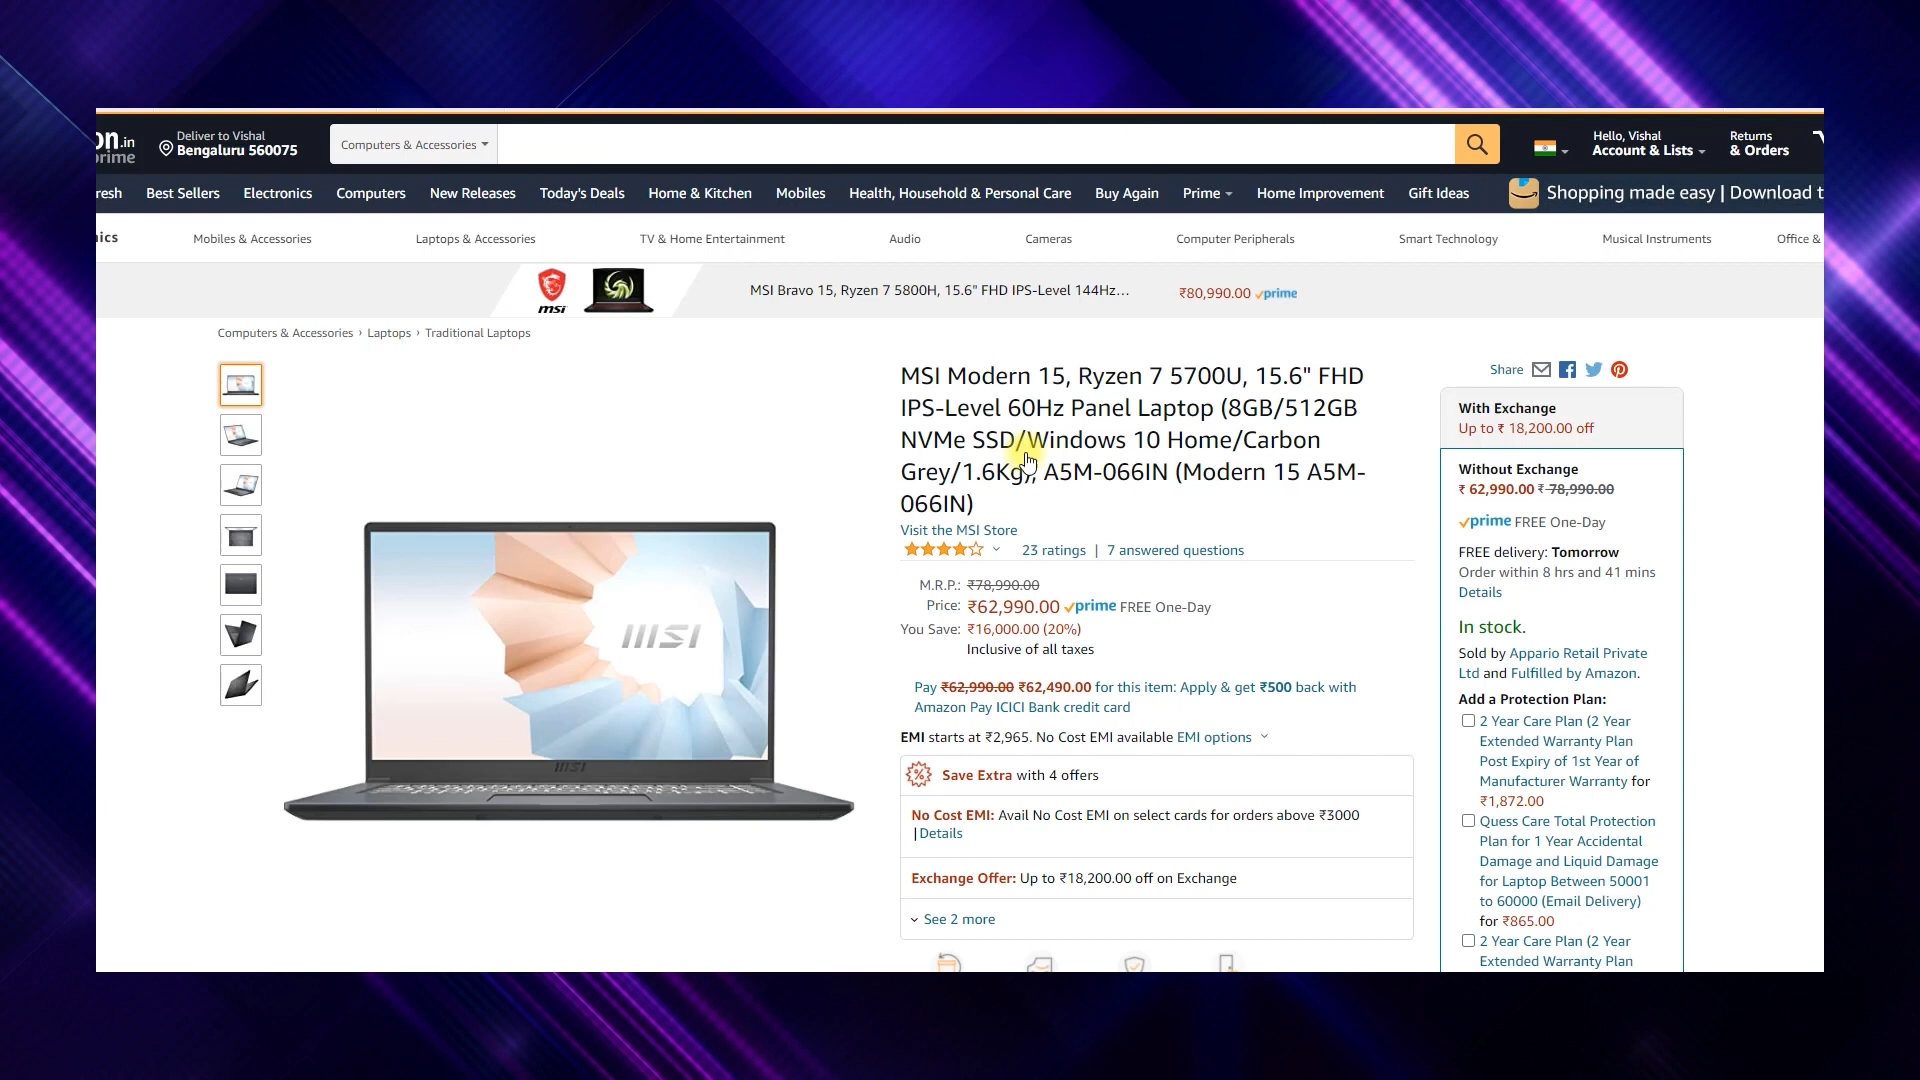 on.in
prime
Deliver to Vishal
Bengaluru 560075
Computers & Accessories
Hello, Vishal
Account & Lists
Returns
& Orders
resh Best Sellers Electronics Computers New Releases Today's Deals Home & Kitchen Mobiles Health, Household & Personal Care Buy Again Prime Home Improvement Gift Ideas Shopping made easy | Download t
ics Mobiles & Accessories Laptops & Accessories TV & Home Entertainment Audio Cameras Computer Peripherals Smart Technology Musical Instruments Office &
msi MSI Bravo 15, Ryzen 7 5800H, 15.6" FHD IPS-Level 144Hz... ₹80,990.00 prime
Computers & Accessories › Laptops › Traditional Laptops
MSI Modern 15, Ryzen 7 5700U, 15.6" FHD
IPS-Level 60Hz Panel Laptop (8GB/512GB
NVMe SSD/Windows 10 Home/Carbon
Grey/1.6Kg), A5M-066IN (Modern 15 A5M-
066IN)
Visit the MSI Store
23 ratings | 7 answered questions
M.R.P.: ₹78,990.00
Price: ₹62,990.00 prime FREE One-Day
You Save: ₹16,000.00 (20%)
Inclusive of all taxes
Pay ₹62,990.00 ₹62,490.00 for this item: Apply & get ₹500 back with
Amazon Pay ICICI Bank credit card
EMI starts at ₹2,965. No Cost EMI available EMI options
Save Extra with 4 offers
No Cost EMI: Avail No Cost EMI on select cards for orders above ₹3000
|Details
Exchange Offer: Up to ₹18,200.00 off on Exchange
See 2 more
msi
msi
Share
With Exchange
Up to ₹ 18,200.00 off
Without Exchange
₹ 62,990.00 ₹ 78,990.00
prime FREE One-Day
FREE delivery: Tomorrow
Order within 8 hrs and 41 mins
Details
In stock.
Sold by Appario Retail Private
Ltd and Fulfilled by Amazon.
Add a Protection Plan:
2 Year Care Plan (2 Year
Extended Warranty Plan
Post Expiry of 1st Year of
Manufacturer Warranty for
₹1,872.00
Quess Care Total Protection
Plan for 1 Year Accidental
Damage and Liquid Damage
for Laptop Between 50001
to 60000 (Email Delivery)
for ₹865.00
2 Year Care Plan (2 Year
Extended Warranty Plan